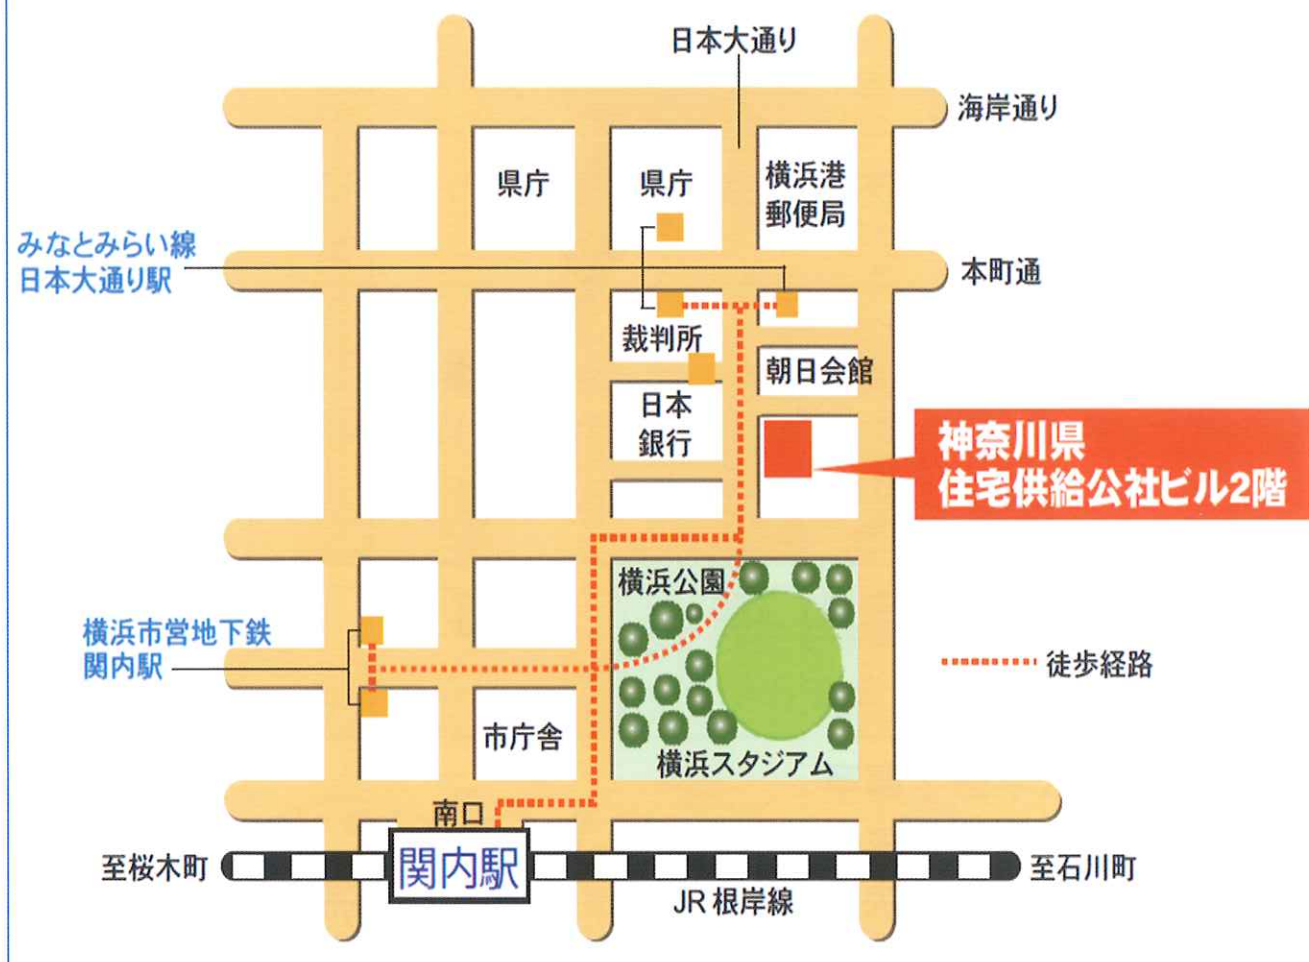 日本大通り
海岸通り
県庁
県庁
横浜港
郵便局
みなとみらい線
日本大通り駅
本町通
裁判所
朝日会館
日本
銀行
神奈川県
住宅供給公社ビル2階
横浜公園
横浜市営地下鉄
関内駅
徒歩経路
市庁舎
横浜スタジアム
南口
至桜木町
関内駅
至石川町
JR根岸線